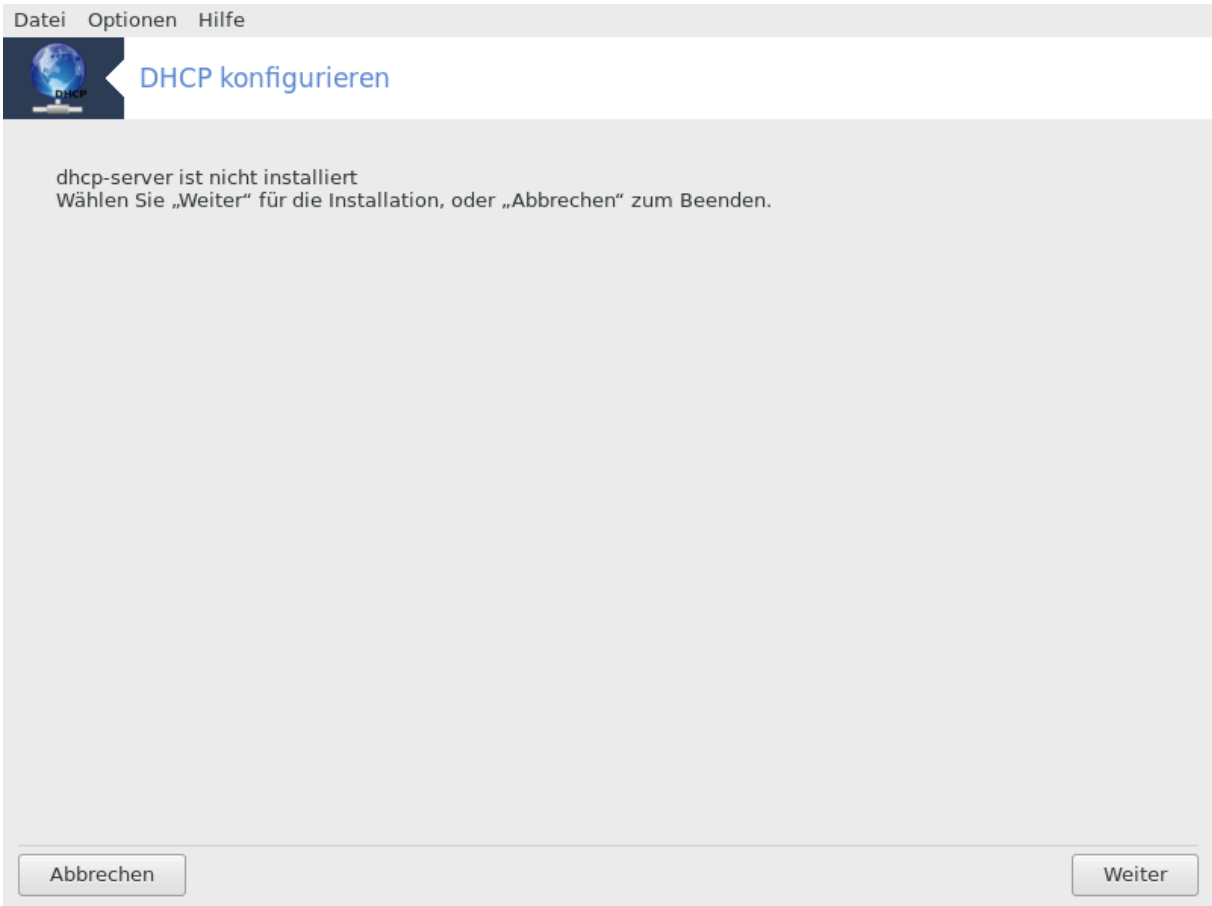 Datei Optionen Hilfe
DHCP
DHCP konfigurieren
dhcp-server ist nicht installiert
Wählen Sie „Weiter“ für die Installation, oder „Abbrechen“ zum Beenden.
Abbrechen Weiter